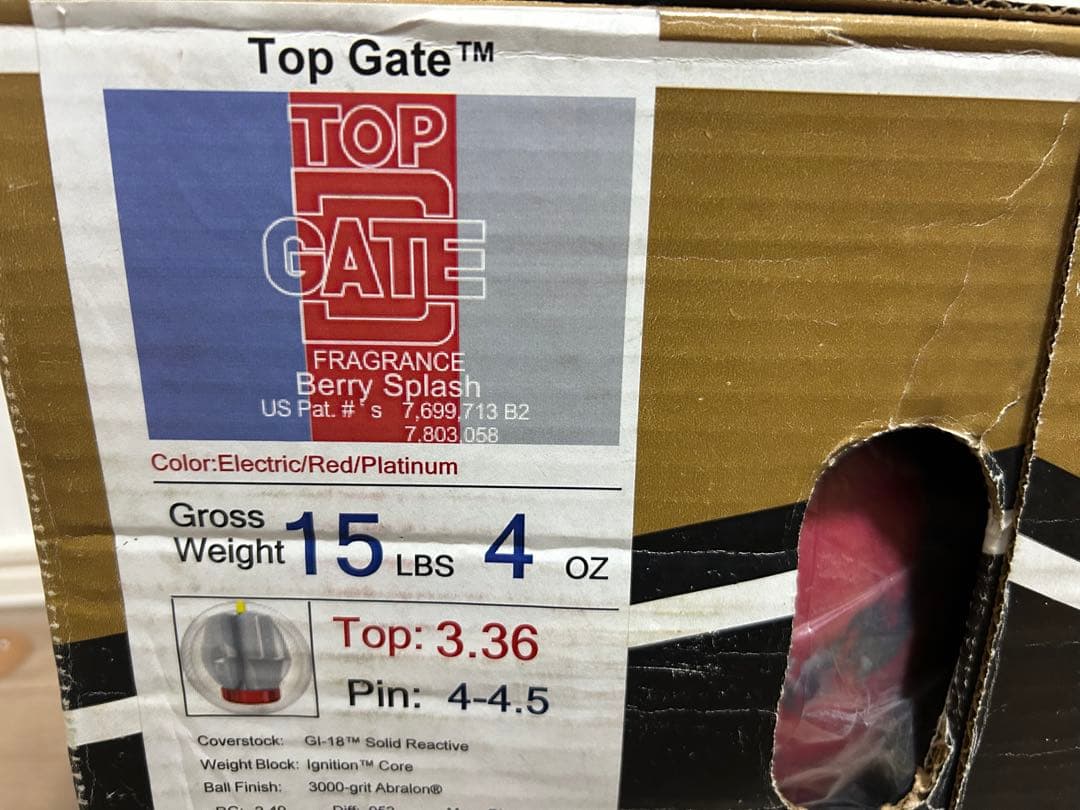 Top Gate™
TOP
GATE
FRAGRANCE
Berry Splash
US Pat. #`s 7,699,713 B2
7,803,058
Color:Electric/Red/Platinum
Gross
Weight 15 LBS 4 OZ
Top: 3.36
Pin: 4-4.5
Coverstock: GI-18™ Solid Reactive
Weight Block: Ignition™ Core
Ball Finish: 3000-grit Abralon®